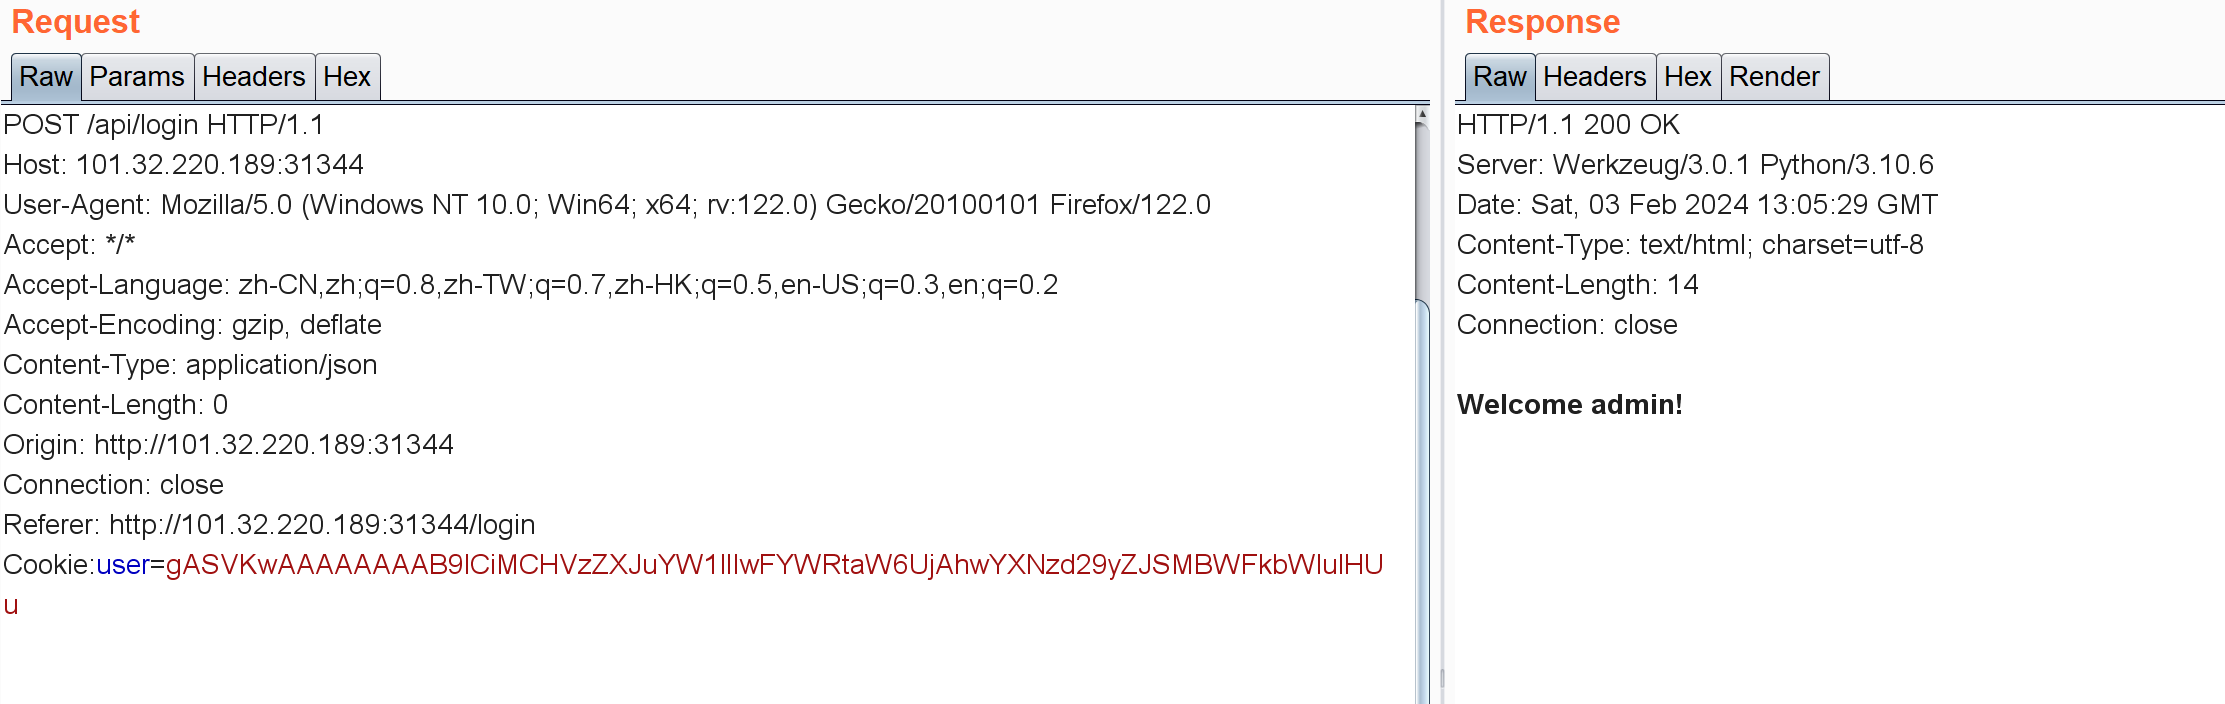 Request
Raw Params Headers Hex
POST /api/login HTTP/1.1
Host: 101.32.220.189:31344
User-Agent: Mozilla/5.0 (Windows NT 10.0; Win64; x64; rv:122.0) Gecko/20100101 Firefox/122.0
Accept: */*
Accept-Language: zh-CN,zh;q=0.8,zh-TW;q=0.7,zh-HK;q=0.5,en-US;q=0.3,en;q=0.2
Accept-Encoding: gzip, deflate
Content-Type: application/json
Content-Length: 0
Origin: http://101.32.220.189:31344
Connection: close
Referer: http://101.32.220.189:31344/login
Cookie:user=gASVKwAAAAAAAAB9lCiMCHVzZXJuYW1llIwFYWRtaW6UjAhwYXNzd29yZJSMBWFkbWlulHU
u
Response
Raw Headers Hex Render
HTTP/1.1 200 OK
Server: Werkzeug/3.0.1 Python/3.10.6
Date: Sat, 03 Feb 2024 13:05:29 GMT
Content-Type: text/html; charset=utf-8
Content-Length: 14
Connection: close
Welcome admin!